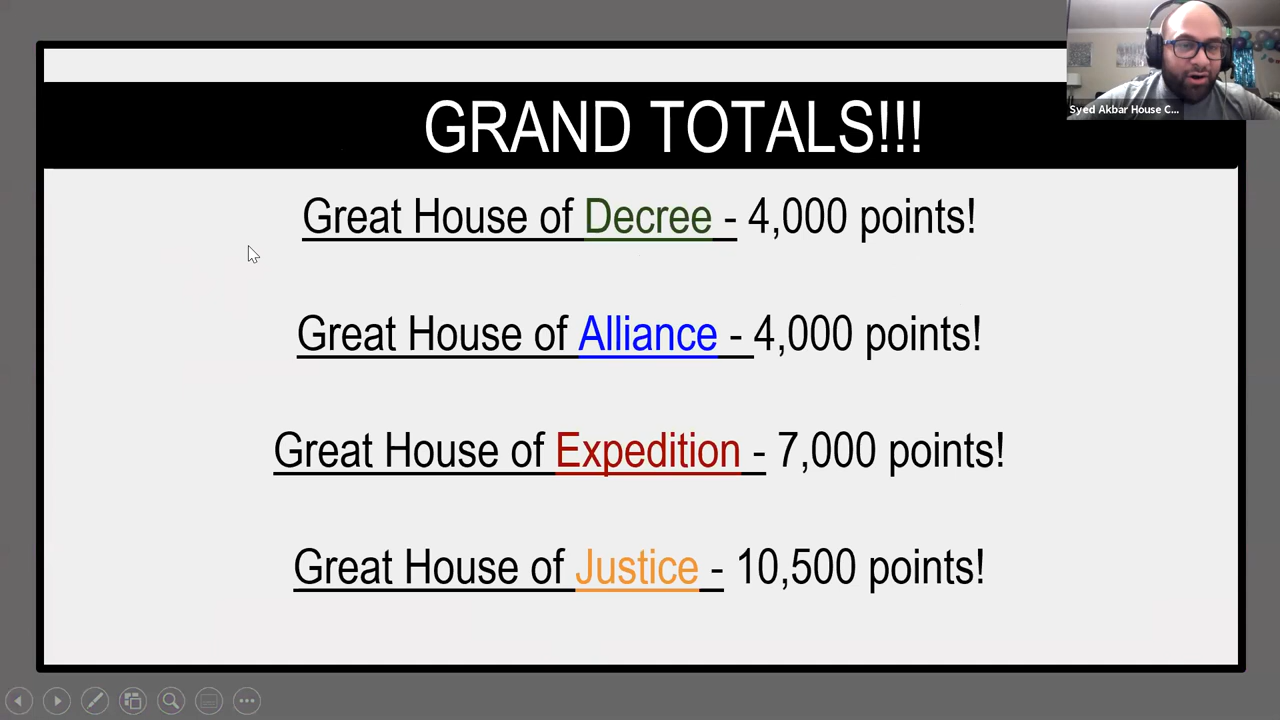 Syed Akbar House C...
GRAND TOTALS!!!
Great House of Decree - 4,000 points!
Great House of Alliance - 4,000 points!
Great House of Expedition - 7,000 points!
Great House of Justice - 10,500 points!